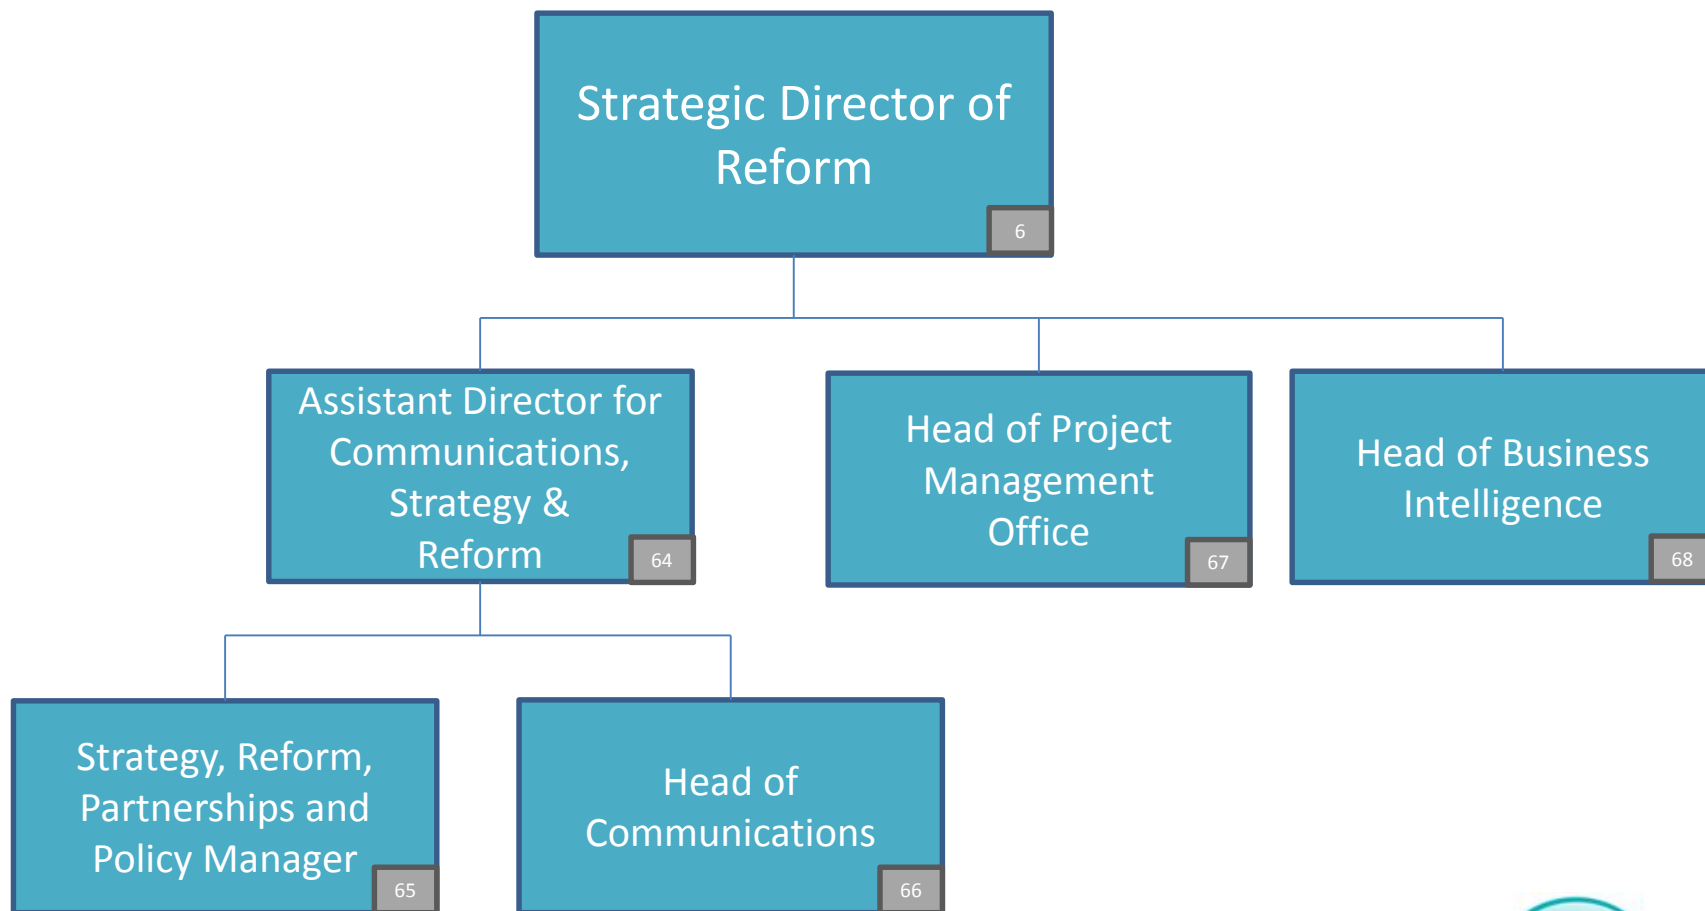 Strategic Director of
Reform
6
Assistant Director for
Communications,
Strategy &
Reform
64
Head of Project
Management
Office
67
Head of Business
Intelligence
68
Strategy, Reform,
Partnerships and
Policy Manager
65
Head of
Communications
66